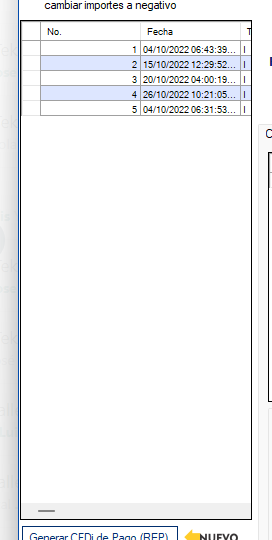 cambiar importes a negativo
No. Fecha T
1 04/10/2022 06:43:39... I
2 15/10/2022 12:29:52... I
3 20/10/2022 04:00:19... I
4 26/10/2022 10:21:05... I
5 04/10/2022 06:31:53... I
Generar CFDi de Pago (REP) NUEVO